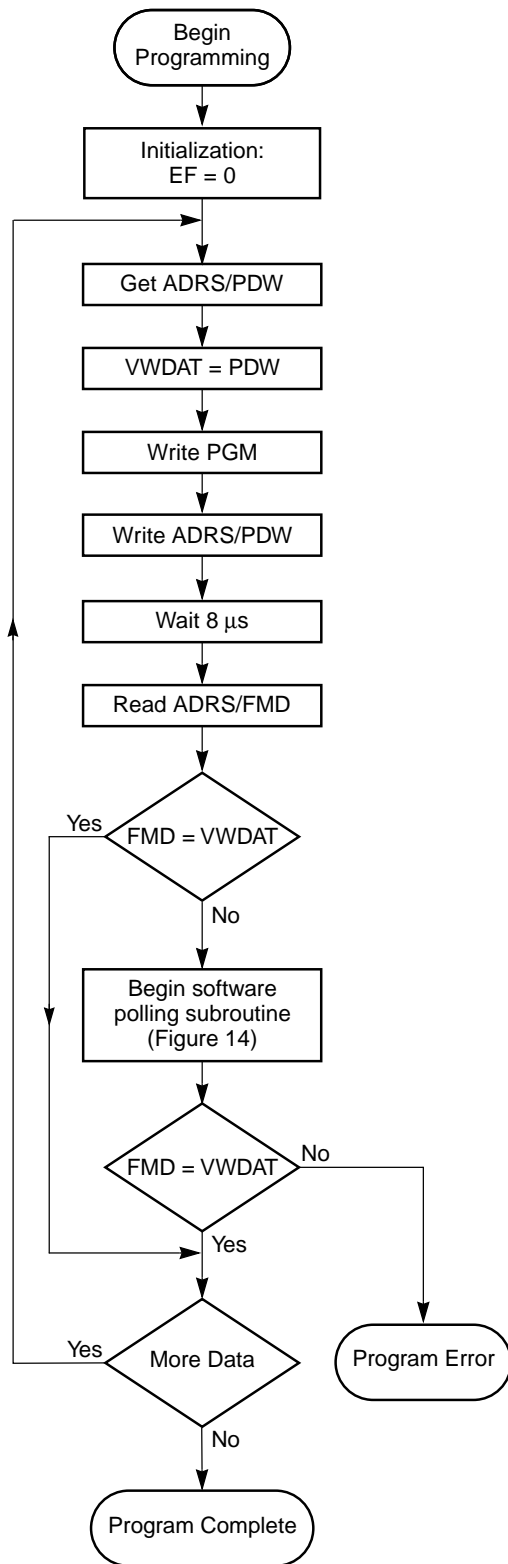 Begin
Programming
Initialization:
EF = 0
Get ADRS/PDW
VWDAT = PDW
Write PGM
Write ADRS/PDW
Wait 8 μs
Read ADRS/FMD
Yes
FMD = VWDAT
No
Begin software
polling subroutine
(Figure 14)
FMD = VWDAT
No
Yes
Yes
More Data
Program Error
No
Program Complete